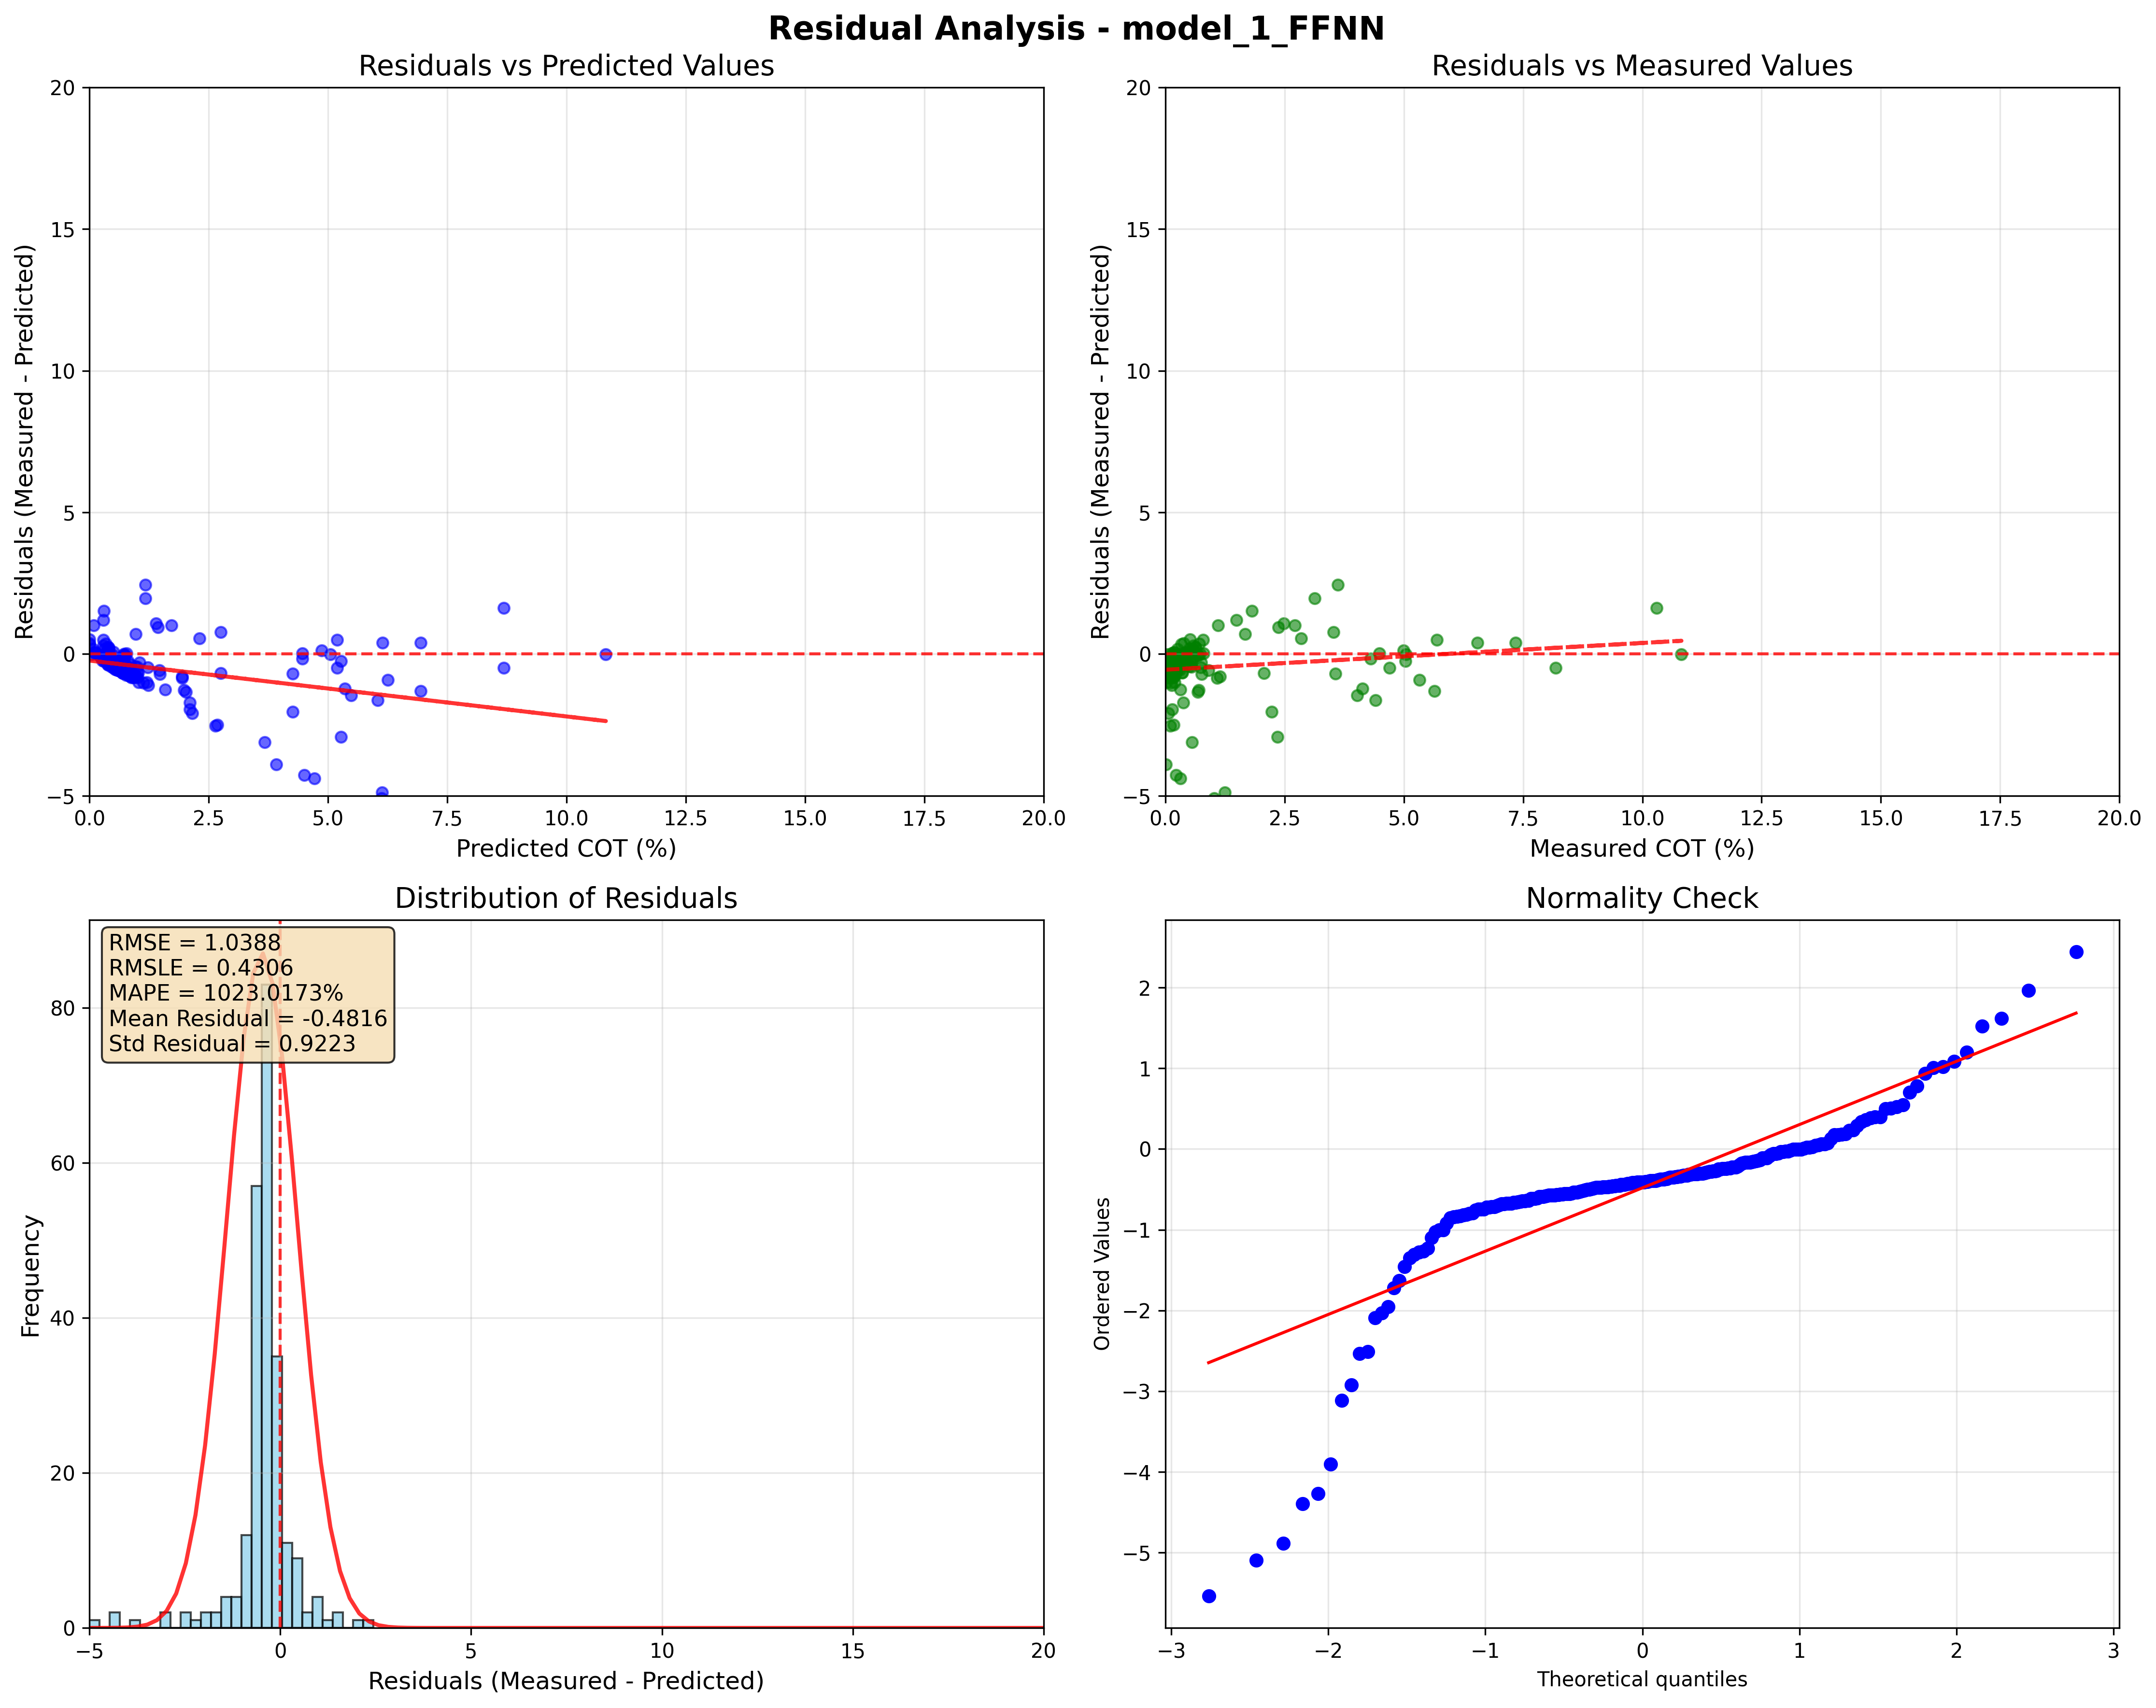 Residual Analysis - model_1_FFNN
Residuals vs Predicted Values
20
15
10
5
0
−5
0.0 2.5 5.0 7.5 10.0 12.5 15.0 17.5 20.0
Residuals (Measured - Predicted)
Predicted COT (%)
Residuals vs Measured Values
20
15
10
5
0
−5
0.0 2.5 5.0 7.5 10.0 12.5 15.0 17.5 20.0
Residuals (Measured - Predicted)
Measured COT (%)
Distribution of Residuals
RMSE = 1.0388
RMSLE = 0.4306
MAPE = 1023.0173%
Mean Residual = -0.4816
Std Residual = 0.9223
80
60
40
20
0
−5 0 5 10 15 20
Frequency
Residuals (Measured - Predicted)
Normality Check
2
1
0
−1
−2
−3
−4
−5
−3 −2 −1 0 1 2 3
Ordered Values
Theoretical quantiles